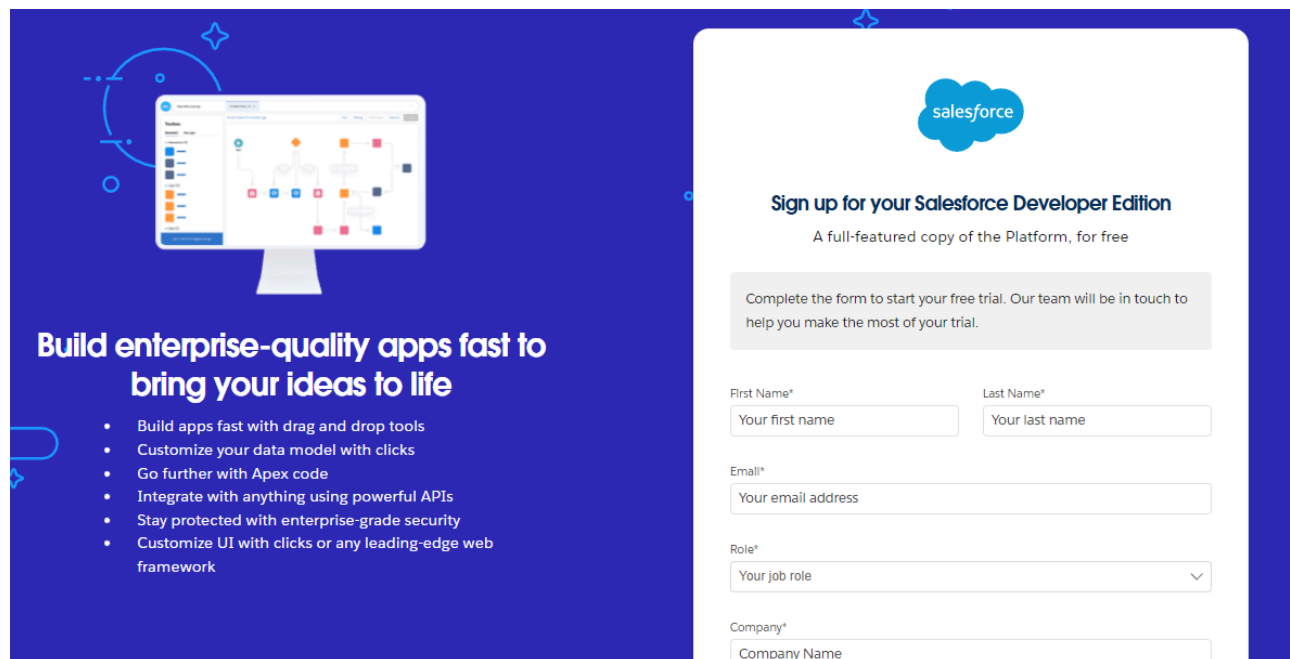 Build enterprise-quality apps fast to
bring your ideas to life
Build apps fast with drag and drop tools
Customize your data model with clicks
Go further with Apex code
Integrate with anything using powerful APIs
Stay protected with enterprise-grade security
Customize UI with clicks or any leading-edge web
framework
salesforce
Sign up for your Salesforce Developer Edition
A full-featured copy of the Platform, for free
Complete the form to start your free trial. Our team will be in touch to
help you make the most of your trial.
First Name* Last Name*
Your first name Your last name
Email*
Your email address
Role*
Your job role
Company*
Company Name